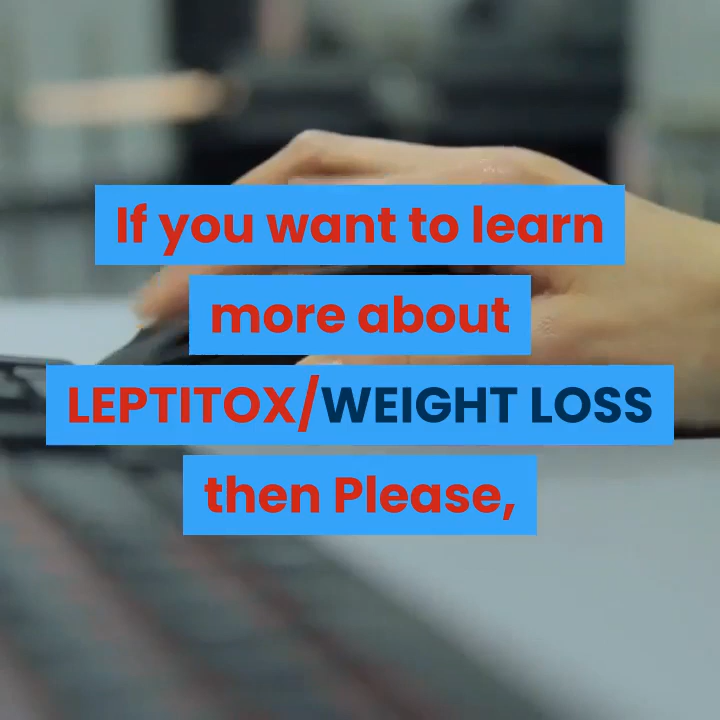 If you want to learn
more about
LEPTITOX/WEIGHT LOSS
then Please,